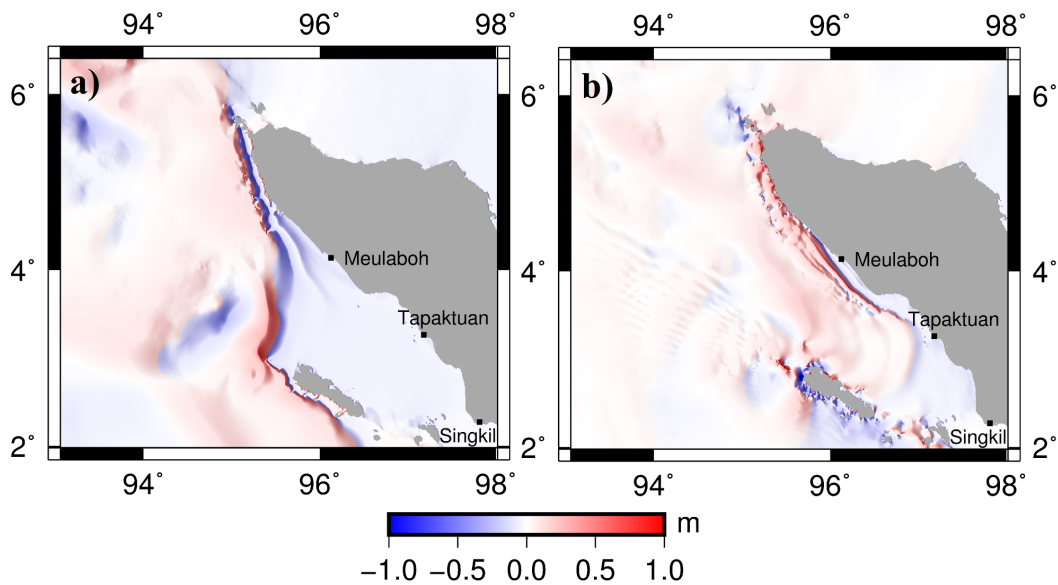 94° 96° 98° 94° 96° 98°
a) b)
6° 6°
Meulaboh Meulaboh
4° 4°
Tapaktuan Tapaktuan
2° Singkil Singkil 2°
94° 96° 98° 94° 96° 98°
m
−1.0 −0.5 0.0 0.5 1.0